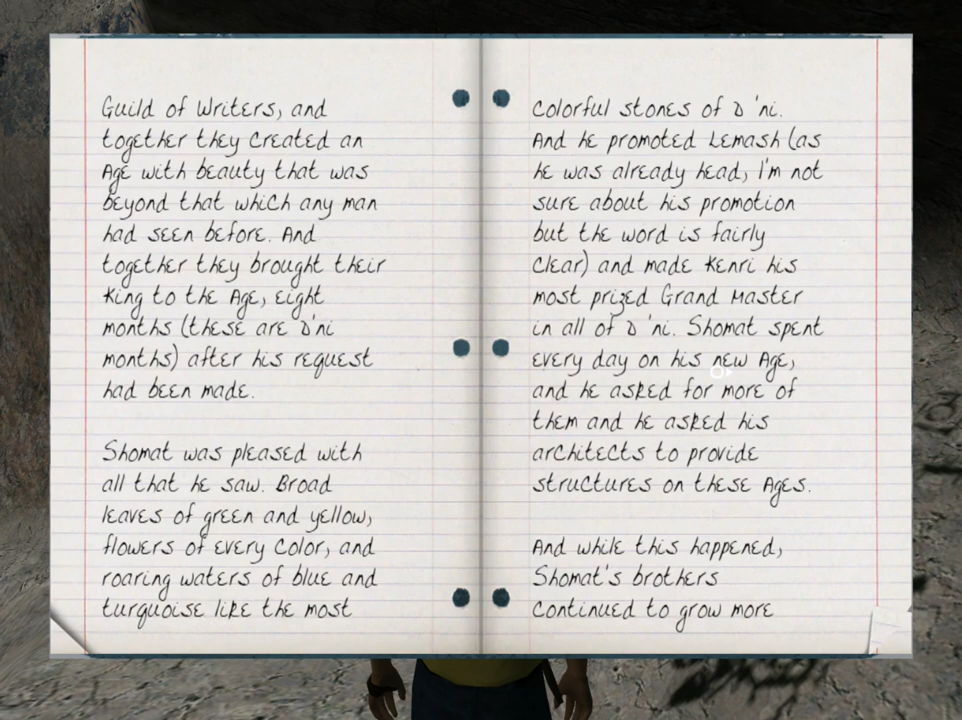 Guild of Writers, and
together they created an
Age with beauty that was
beyond that which any man
had seen before. And
together they brought their
King to the Age, eight
months (these are D'ni
months) after his request
had been made.
Shomat was pleased with
all that he saw. Broad
leaves of green and yellow,
flowers of every color, and
roaring waters of blue and
turquoise like the most
colorful stones of D'ni.
And he promoted Lemash (as
he was already head, I'm not
sure about his promotion
but the word is fairly
clear) and made Kenri his
most prized Grand Master
in all of D'ni. Shomat spent
every day on his new Age,
and he asked for more of
them and he asked his
architects to provide
structures on these Ages.
And while this happened,
Shomat's brothers
continued to grow more